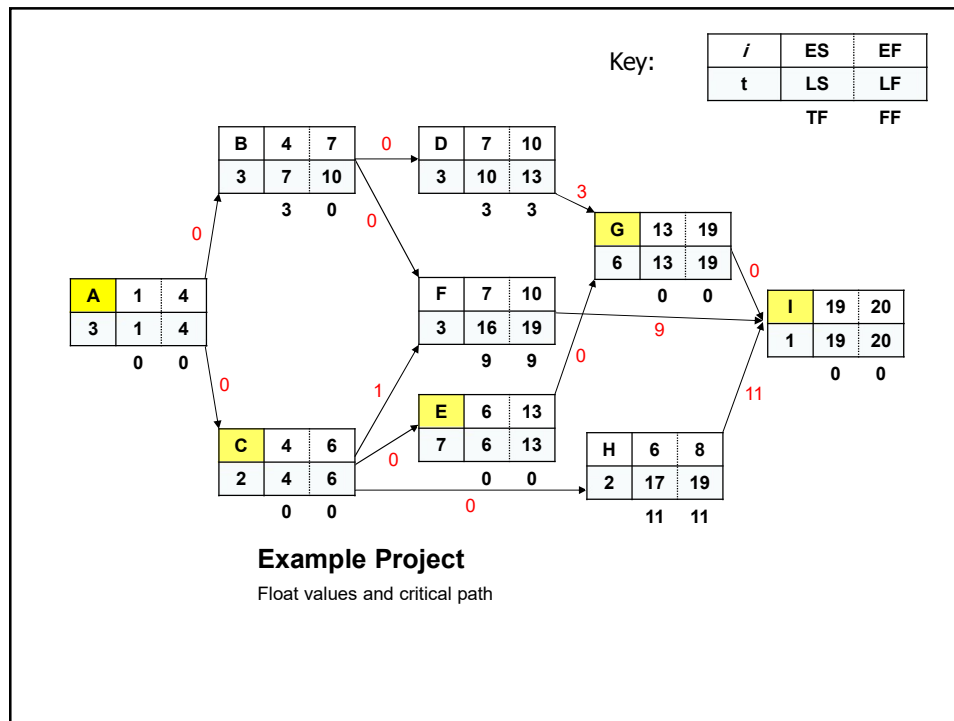 Key:
i ES EF
t LS LF
TF FF
B 4 7
3 7 10
3 0
0
D 7 10
3 10 13
3 3
3
0
0
G 13 19
6 13 19
0 0
0
A 1 4
3 1 4
0 0
F 7 10
3 16 19
9 9
9
I 19 20
1 19 20
0 0
0
1
0
E 6 13
7 6 13
0 0
0
11
C 4 6
2 4 6
0 0
0
H 6 8
2 17 19
11 11
Example Project
Float values and critical path